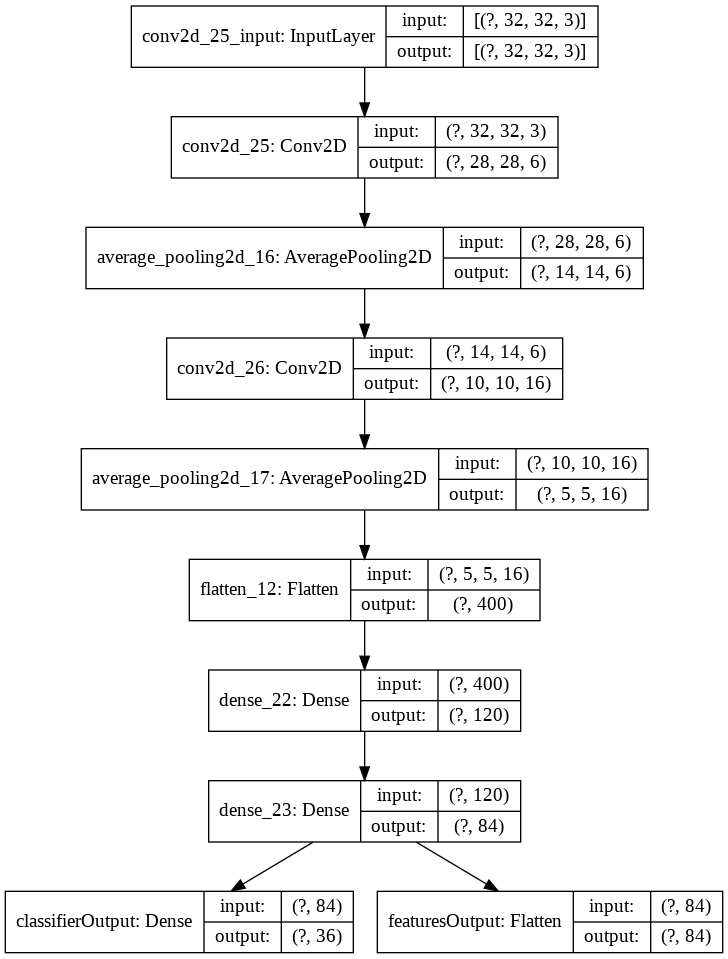 conv2d_25_input: InputLayer
input: [(?, 32, 32, 3)]
output: [(?, 32, 32, 3)]
conv2d_25: Conv2D
input: (?, 32, 32, 3)
output: (?, 28, 28, 6)
average_pooling2d_16: AveragePooling2D
input: (?, 28, 28, 6)
output: (?, 14, 14, 6)
conv2d_26: Conv2D
input: (?, 14, 14, 6)
output: (?, 10, 10, 16)
average_pooling2d_17: AveragePooling2D
input: (?, 10, 10, 16)
output: (?, 5, 5, 16)
flatten_12: Flatten
input: (?, 5, 5, 16)
output: (?, 400)
dense_22: Dense
input: (?, 400)
output: (?, 120)
dense_23: Dense
input: (?, 120)
output: (?, 84)
classifierOutput: Dense
input: (?, 84)
output: (?, 36)
featuresOutput: Flatten
input: (?, 84)
output: (?, 84)